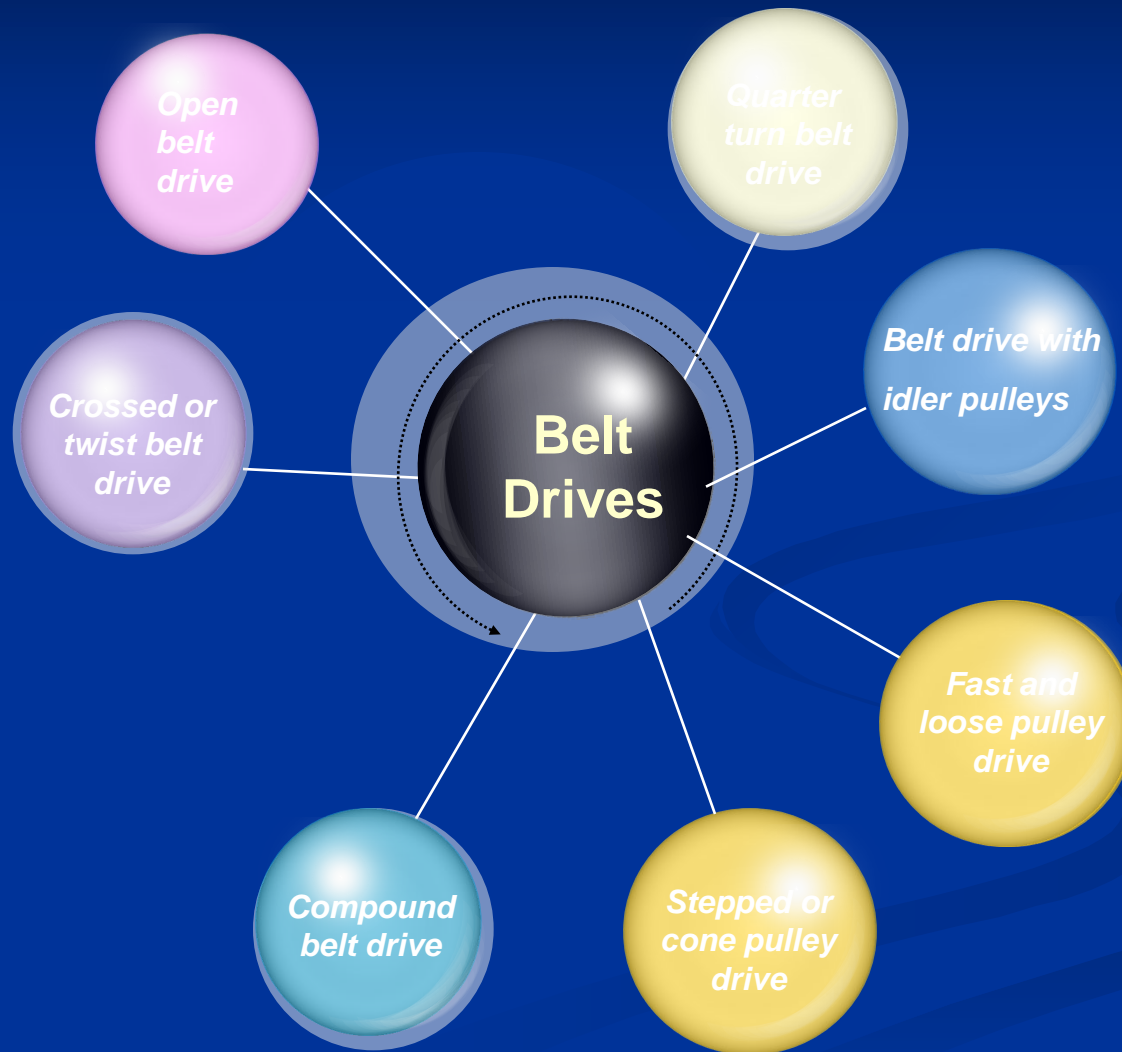 Open
belt
drive
Quarter
turn belt
drive
Belt drive with
idler pulleys
Crossed or
twist belt
drive
Belt
Drives
Fast and
loose pulley
drive
Compound
belt drive
Stepped or
cone pulley
drive